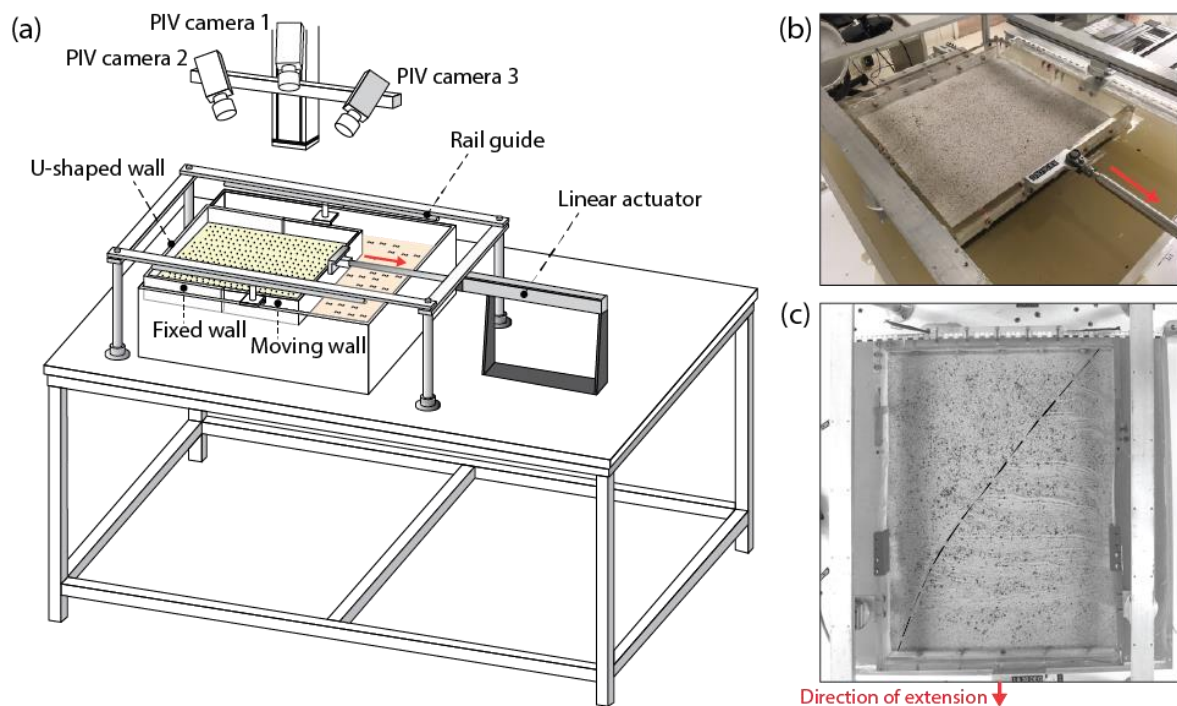 (a)
PIV camera 1
PIV camera 2
PIV camera 3
Rail guide
U-shaped wall
Linear actuator
Fixed wall
Moving wall
(b)
(c)
Direction of extension